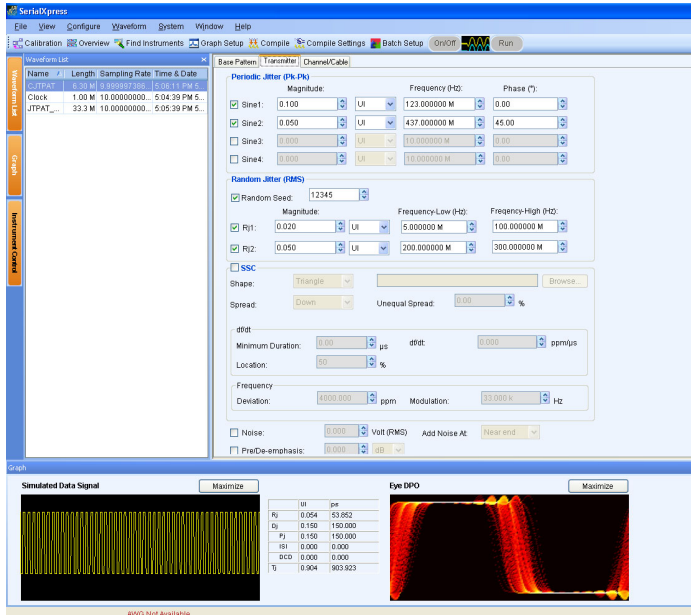 SerialXpress
File View Configure Waveform System Window Help
Calibration Overview Find Instruments Graph Setup Compile Compile Settings Batch Setup On/Off Run
Waveform List
Name Length Sampling Rate Time & Date
CJTPAT 6.30 M 9.999997386... 5:06:11 PM 5...
Clock 1.00 M 10.00000000... 5:04:39 PM 5...
JTPAT_... 33.3 M 10.00000000... 5:05:39 PM 5...
Waveform List
Graph
Instrument Control
Base Pattern Transmitter Channel/Cable
Periodic Jitter (Pk-Pk)
Magnitude: Frequency (Hz): Phase (°):
Sine1: 0.100 UI 123.000000 M 0.00
Sine2: 0.050 UI 437.000000 M 45.00
Sine3: 0.000 UI 10.000000 M 0.00
Sine4: 0.000 UI 10.000000 M 0.00
Random Jitter (RMS)
Random Seed: 12345
Magnitude: Frequency-Low (Hz): Freqency-High (Hz):
Rj1: 0.020 UI 5.000000 M 100.000000 M
Rj2: 0.050 UI 200.000000 M 300.000000 M
SSC
Shape: Triangle Browse...
Spread: Down Unequal Spread: 0.00 %
df/dt
Minimum Duration: 0.00 µs df/dt: 0.000 ppm/µs
Location: 50 %
Frequency
Deviation: 4000.000 ppm Modulation: 33.000 k Hz
Noise: 0.000 Volt (RMS) Add Noise At: Near end
Pre/De-emphasis: 0.000 dB
Graph
Simulated Data Signal Maximize
UI ps
Rj 0.054 53.852
Dj 0.150 150.000
Pj 0.150 150.000
ISI 0.000 0.000
DCD 0.000 0.000
Tj 0.904 903.923
Eye DPO Maximize
AWG Not Available